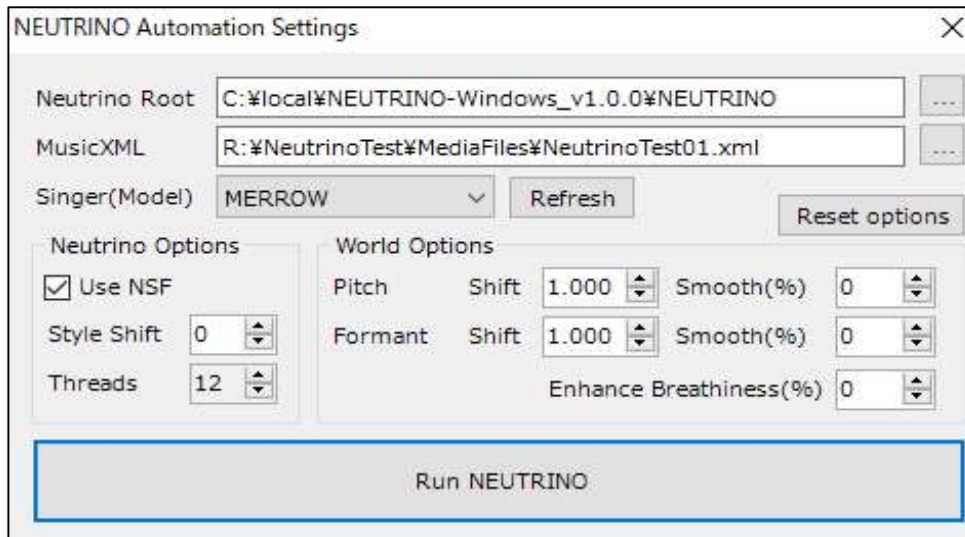 NEUTRINO Automation Settings
Neutrino Root C:¥local¥NEUTRINO-Windows_v1.0.0¥NEUTRINO ...
MusicXML R:¥NeutrinoTest¥MediaFiles¥NeutrinoTest01.xml ...
Singer(Model) MERROW Refresh
Reset options
Neutrino Options
Use NSF
Style Shift 0
Threads 12
World Options
Pitch Shift 1.000 Smooth(%) 0
Formant Shift 1.000 Smooth(%) 0
Enhance Breathiness(%) 0
Run NEUTRINO